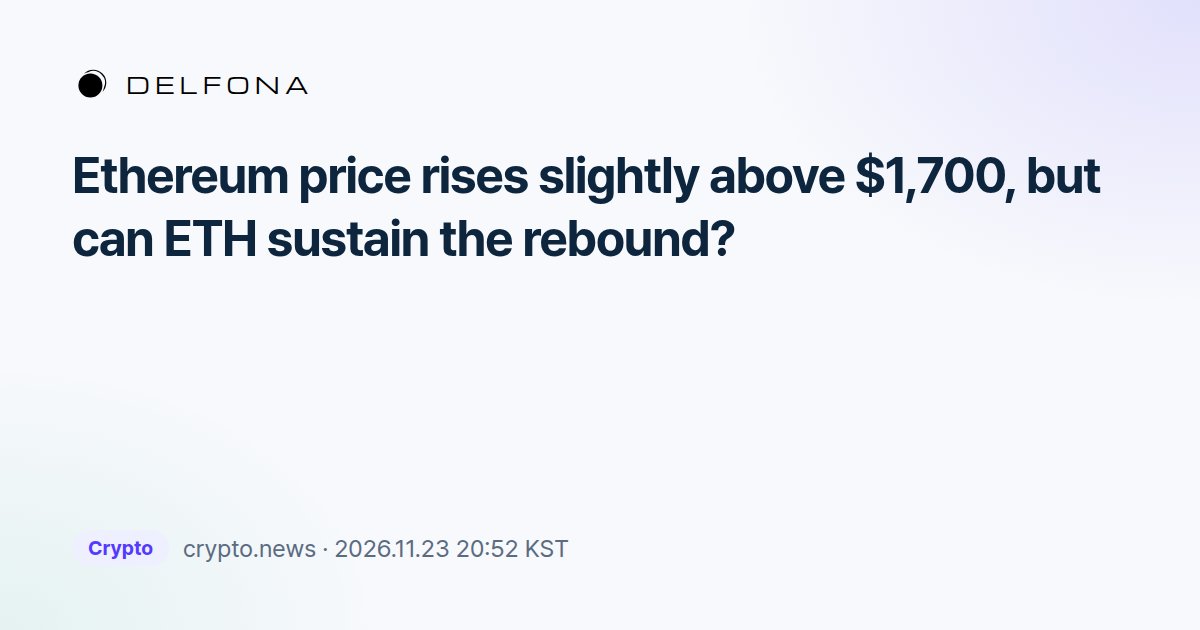 DELFONA
Ethereum price rises slightly above $1,700, but
can ETH sustain the rebound?
Crypto crypto.news · 2026.11.23 20:52 KST